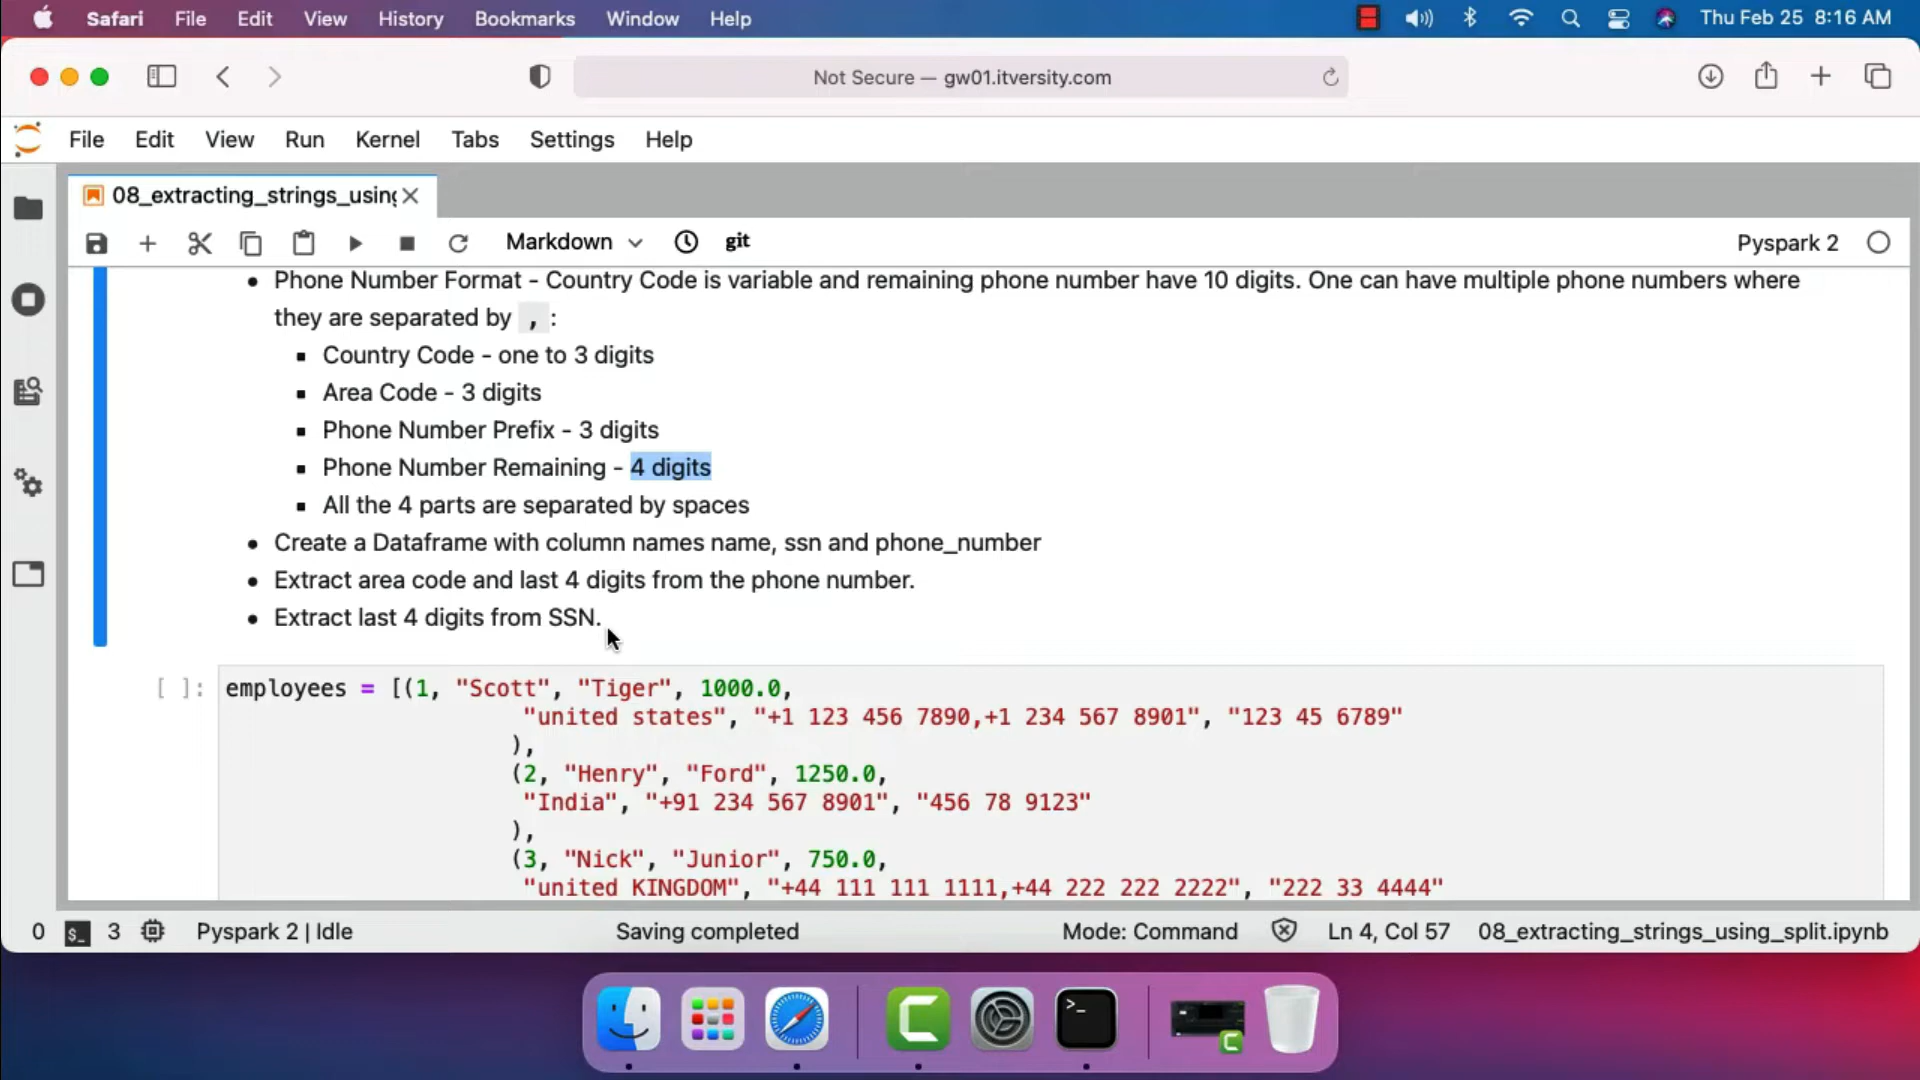 Safari File Edit View History Bookmarks Window Help Thu Feb 25 8:16 AM
Not Secure — gw01.itversity.com
File Edit View Run Kernel Tabs Settings Help
08_extracting_strings_using
Markdown git Pyspark 2
• Phone Number Format - Country Code is variable and remaining phone number have 10 digits. One can have multiple phone numbers where
they are separated by , :
▪ Country Code - one to 3 digits
▪ Area Code - 3 digits
▪ Phone Number Prefix - 3 digits
▪ Phone Number Remaining - 4 digits
▪ All the 4 parts are separated by spaces
• Create a Dataframe with column names name, ssn and phone_number
• Extract area code and last 4 digits from the phone number.
• Extract last 4 digits from SSN.
[ ]: employees = [(1, "Scott", "Tiger", 1000.0,
"united states", "+1 123 456 7890,+1 234 567 8901", "123 45 6789"
),
(2, "Henry", "Ford", 1250.0,
"India", "+91 234 567 8901", "456 78 9123"
),
(3, "Nick", "Junior", 750.0,
"united KINGDOM", "+44 111 111 1111,+44 222 222 2222", "222 33 4444"
0 $_ 3 Pyspark 2 | Idle Saving completed Mode: Command Ln 4, Col 57 08_extracting_strings_using_split.ipynb
>_